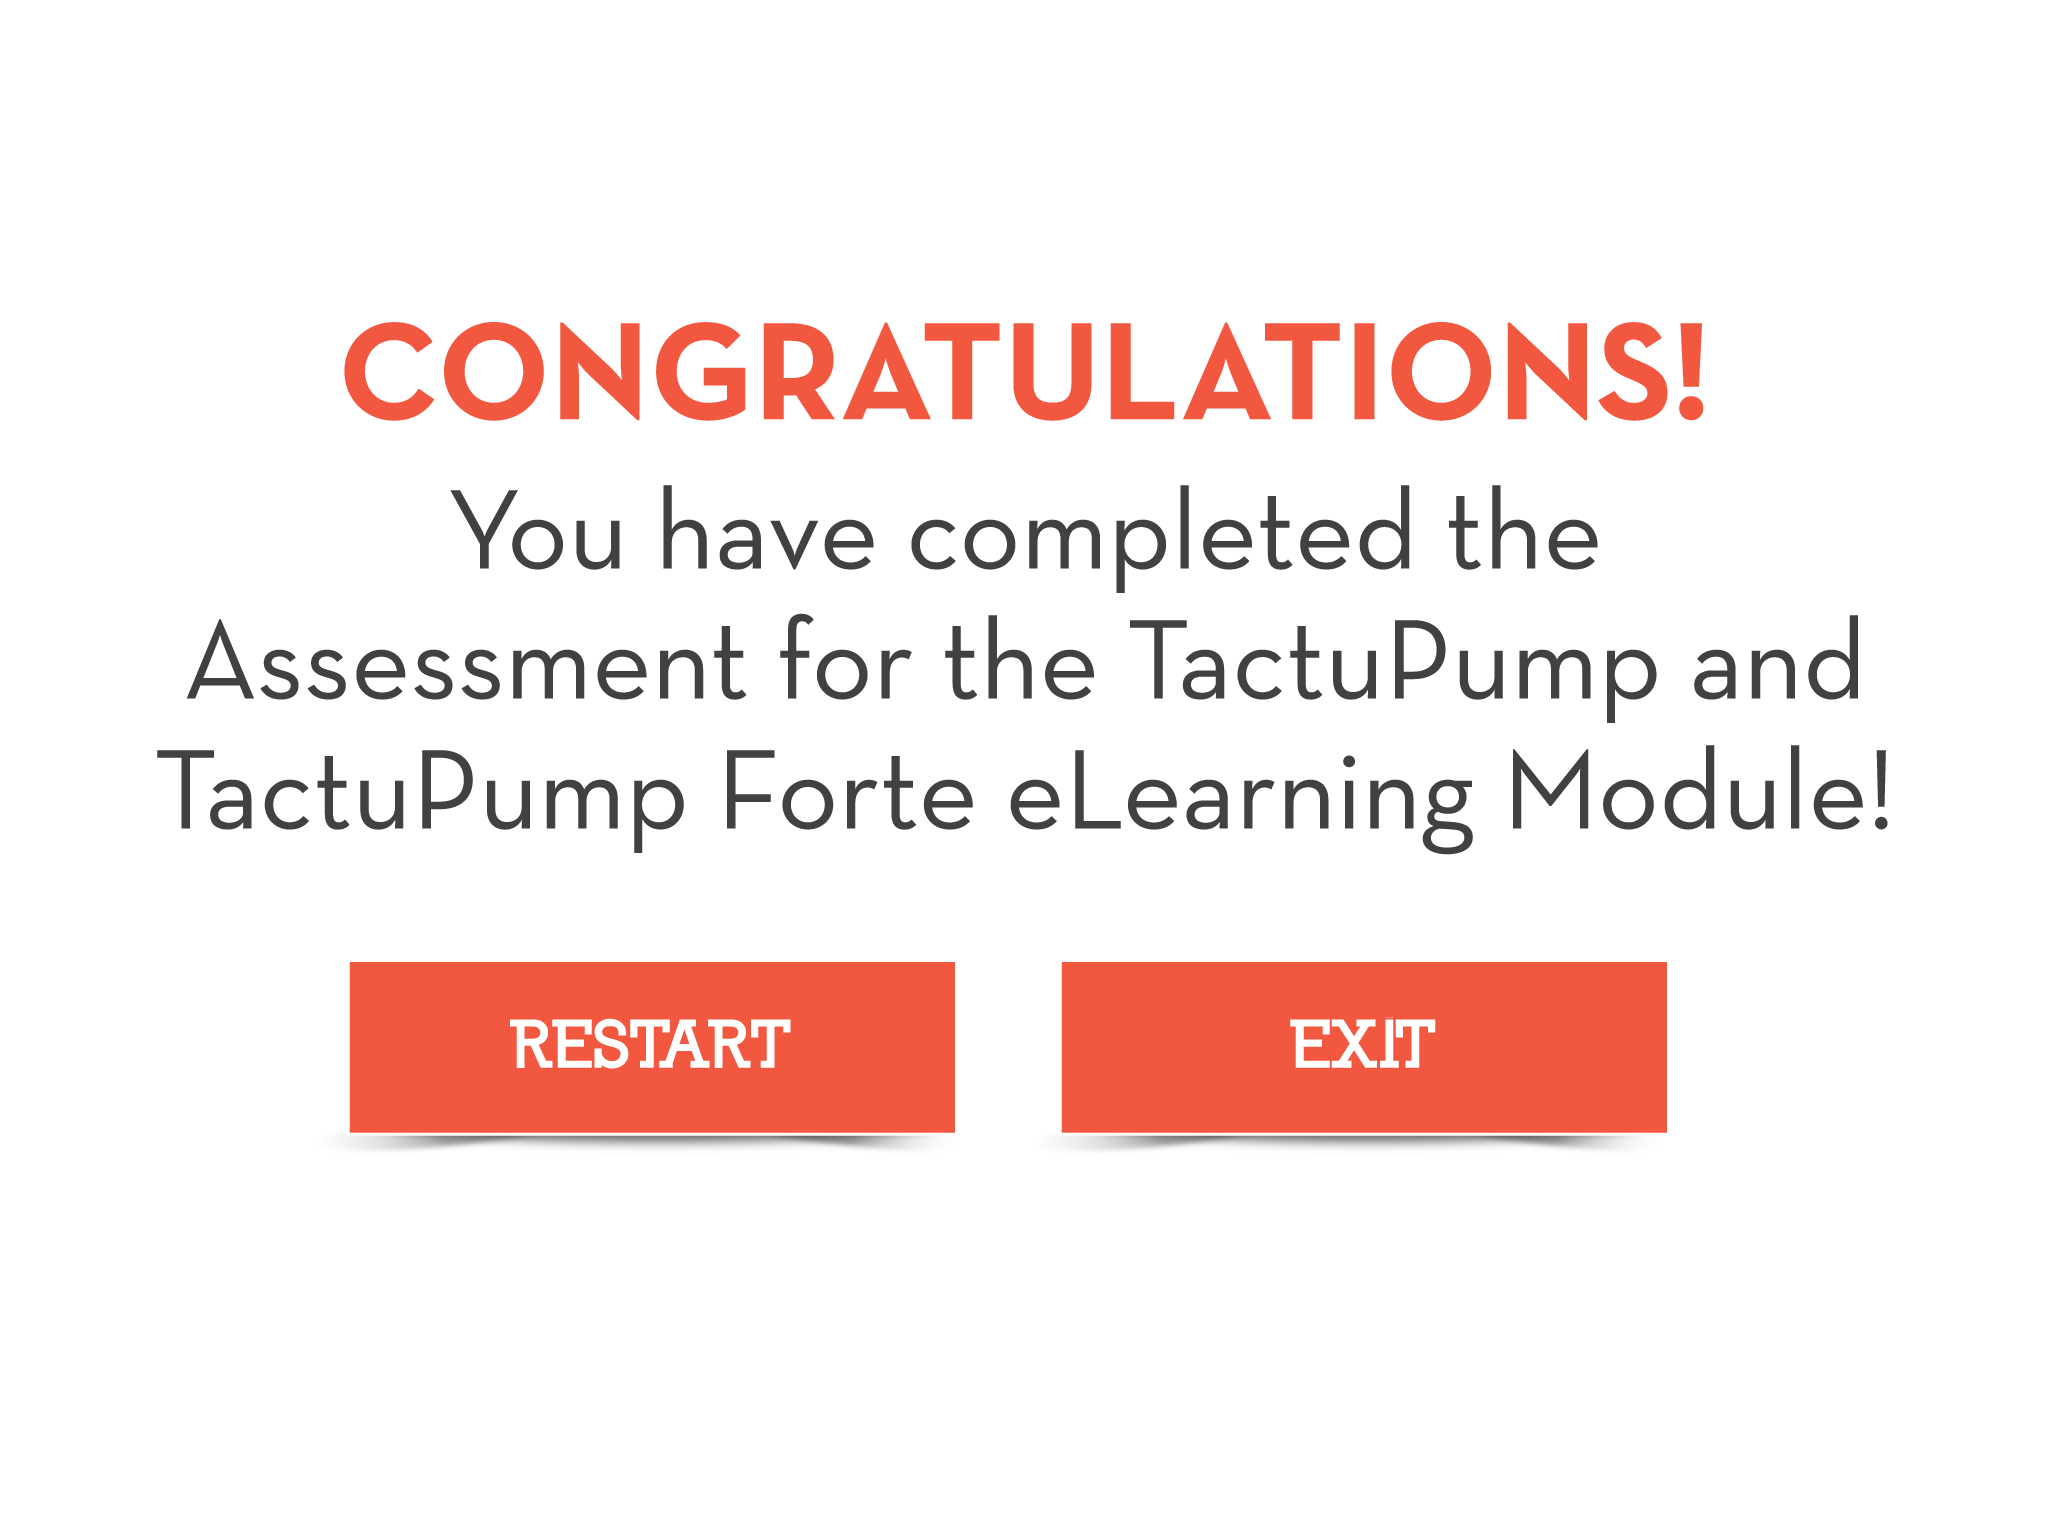 CONGRATULATIONS!
You have completed the
Assessment for the TactuPump and
TactuPump Forte eLearning Module!
RESTART
EXIT